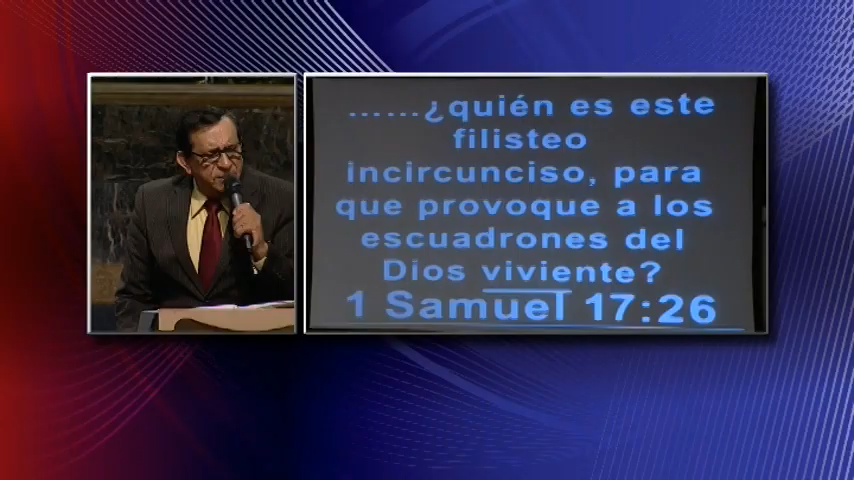 ......¿quién es este
filisteo
incircunciso, para
que provoque a los
escuadrones del
Dios viviente?
1 Samuel 17:26